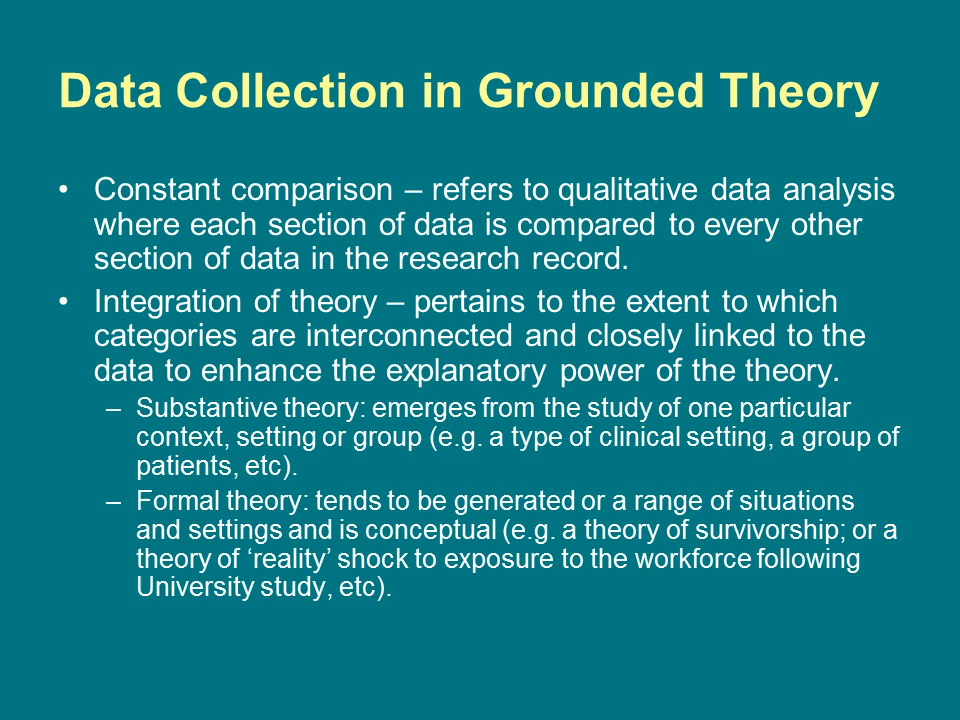 Data Collection in Grounded Theory
• Constant comparison – refers to qualitative data analysis
where each section of data is compared to every other
section of data in the research record.
• Integration of theory – pertains to the extent to which
categories are interconnected and closely linked to the
data to enhance the explanatory power of the theory.
– Substantive theory: emerges from the study of one particular
context, setting or group (e.g. a type of clinical setting, a group of
patients, etc).
– Formal theory: tends to be generated or a range of situations
and settings and is conceptual (e.g. a theory of survivorship; or a
theory of ‘reality’ shock to exposure to the workforce following
University study, etc).